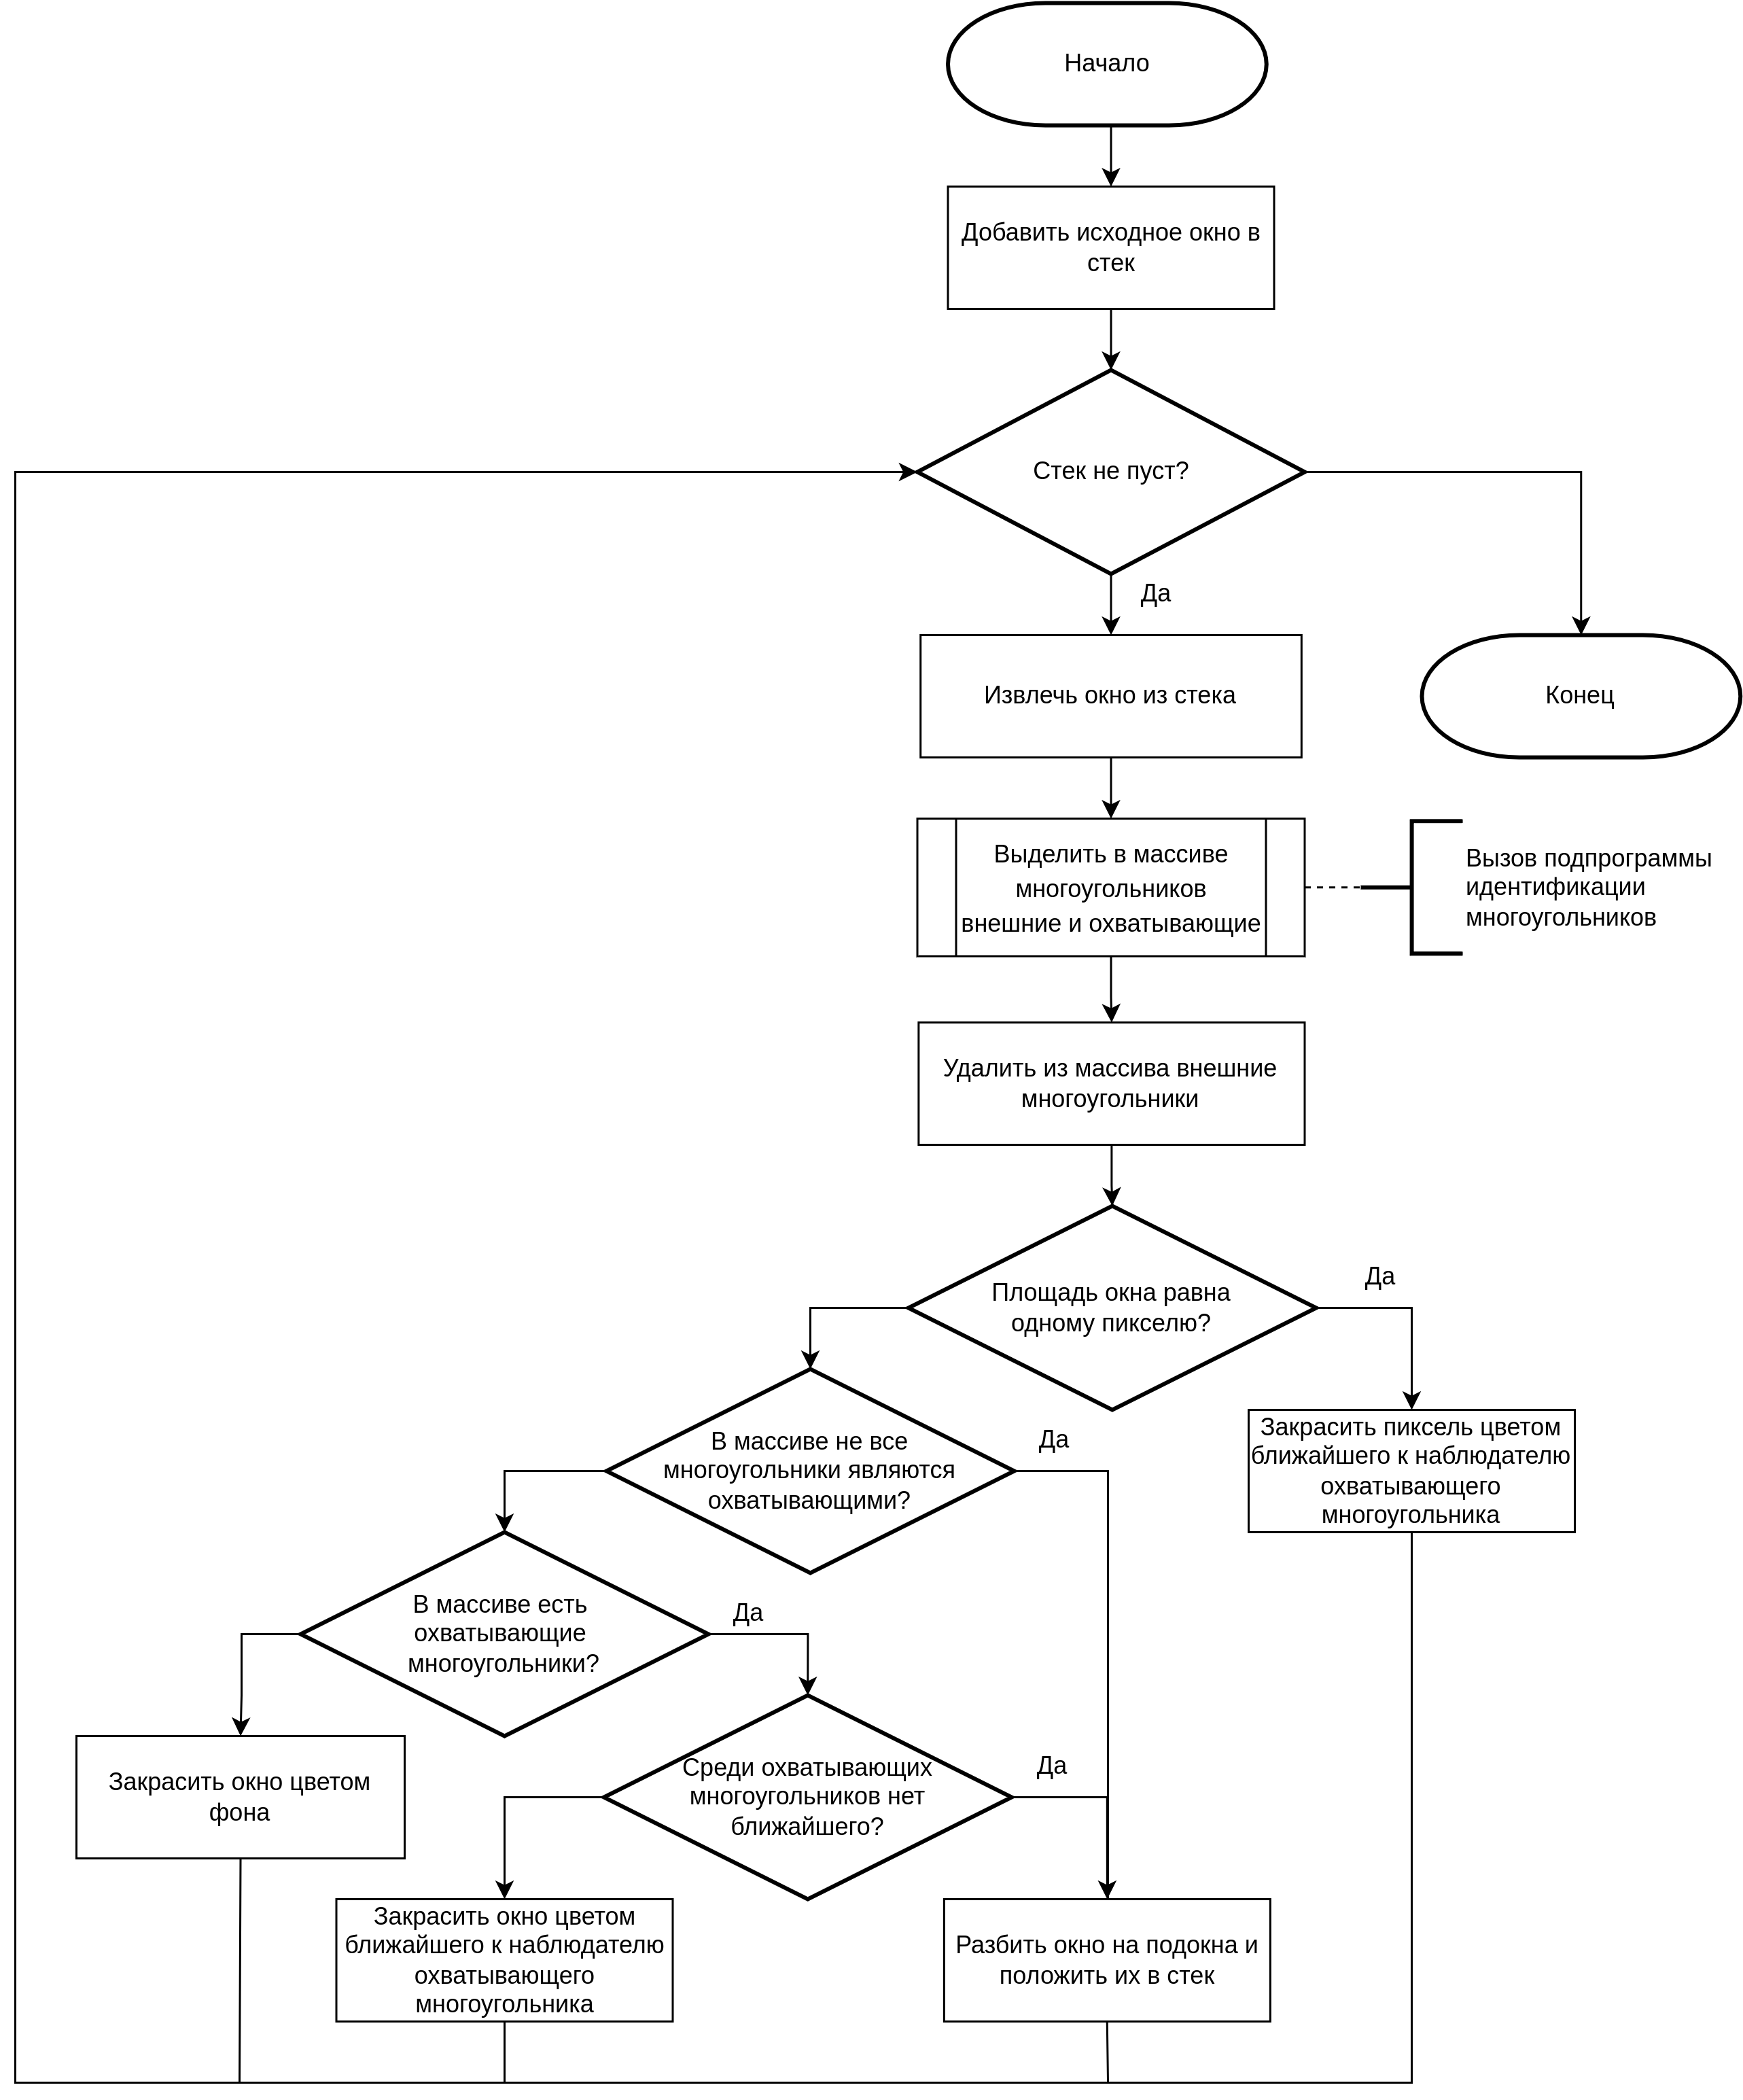 Начало
Добавить исходное окно в
стек
Стек не пуст?
Да
Извлечь окно из стека
Конец
Выделить в массиве
многоугольников
внешние и охватывающие
Вызов подпрограммы
идентификации
многоугольников
Удалить из массива внешние
многоугольники
Площадь окна равна
одному пикселю?
Да
Закрасить пиксель цветом
ближайшего к наблюдателю
охватывающего
многоугольника
В массиве не все
многоугольники являются
охватывающими?
Да
В массиве есть
охватывающие
многоугольники?
Да
Закрасить окно цветом
фона
Среди охватывающих
многоугольников нет
ближайшего?
Да
Закрасить окно цветом
ближайшего к наблюдателю
охватывающего
многоугольника
Разбить окно на подокна и
положить их в стек